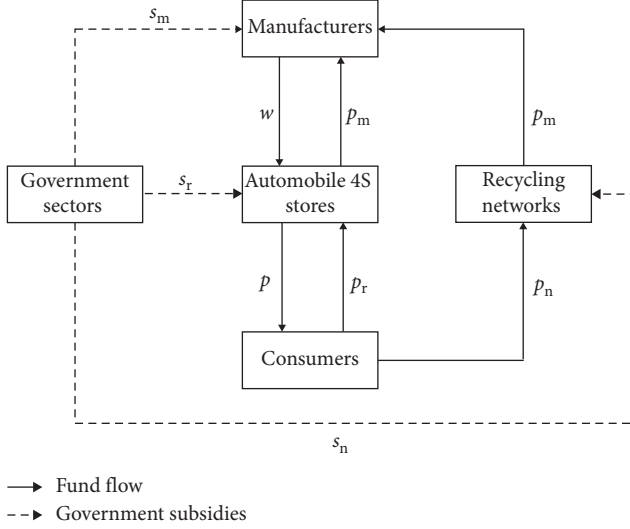 s_m
Manufacturers
w
p_m
p_m
Government
sectors
s_r
Automobile 4S
stores
Recycling
networks
p
p_r
p_n
Consumers
s_n
Fund flow
Government subsidies